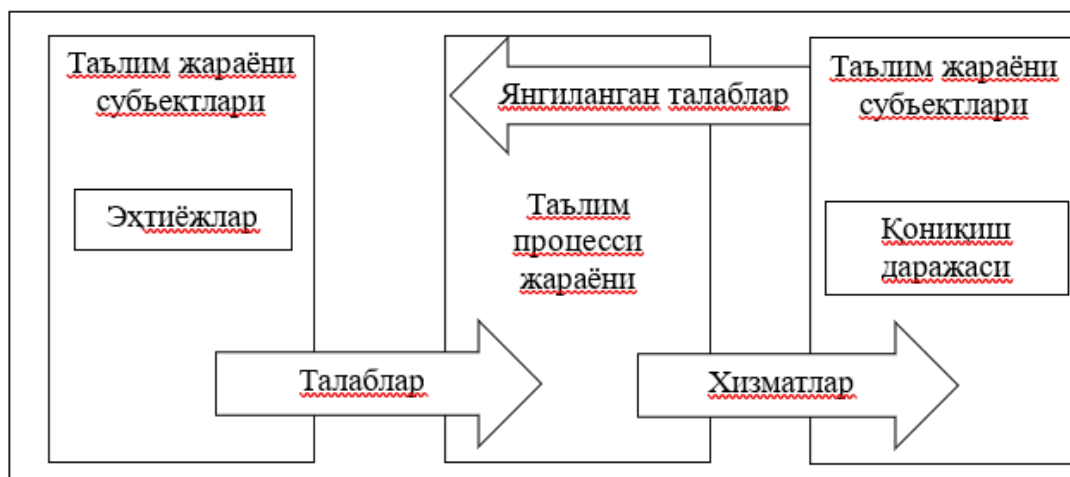 Таълим жараёни
субъектлари
Эҳтиёжлар
Талаблар
Янгиланган талаблар
Таълим
процесси
жараёни
Хизматлар
Таълим жараёни
субъектлари
Қониқиш
даражаси